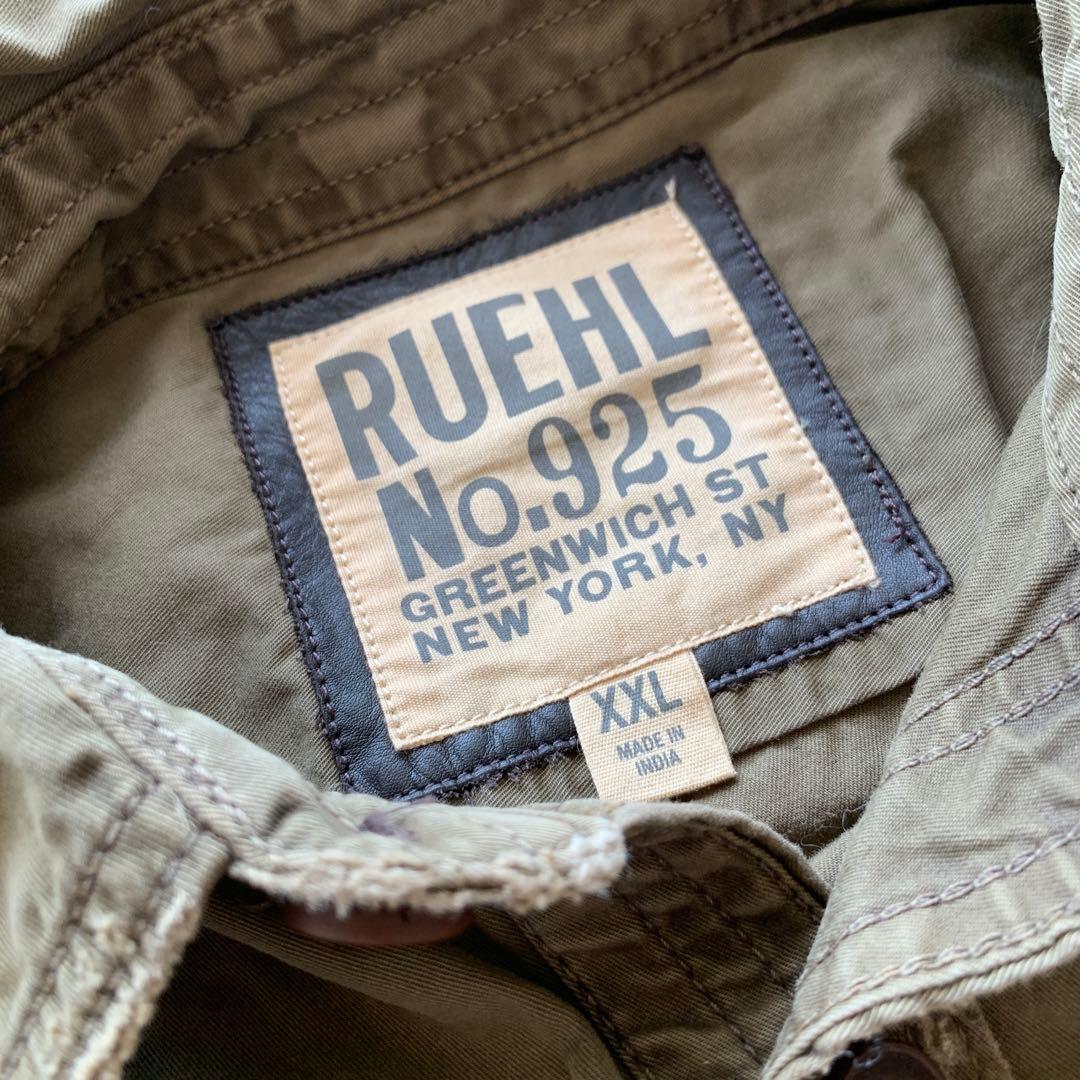 RUEHL
No.925
GREENWICH ST
NEW YORK, NY
XXL
MADE IN
INDIA